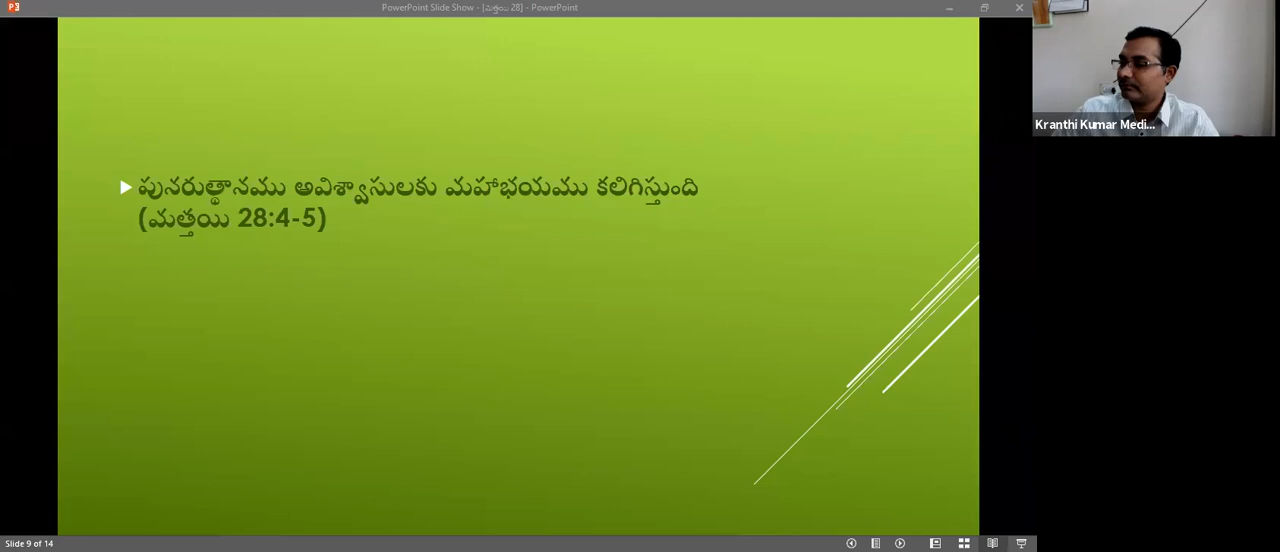 PowerPoint Slide Show - [మత్తయి 28] - PowerPoint
Kranthi Kumar Medi...
పునరుత్థానము అవిశ్వాసులకు మహాభయము కలిగిస్తుంది
(మత్తయి 28:4-5)
Slide 9 of 14